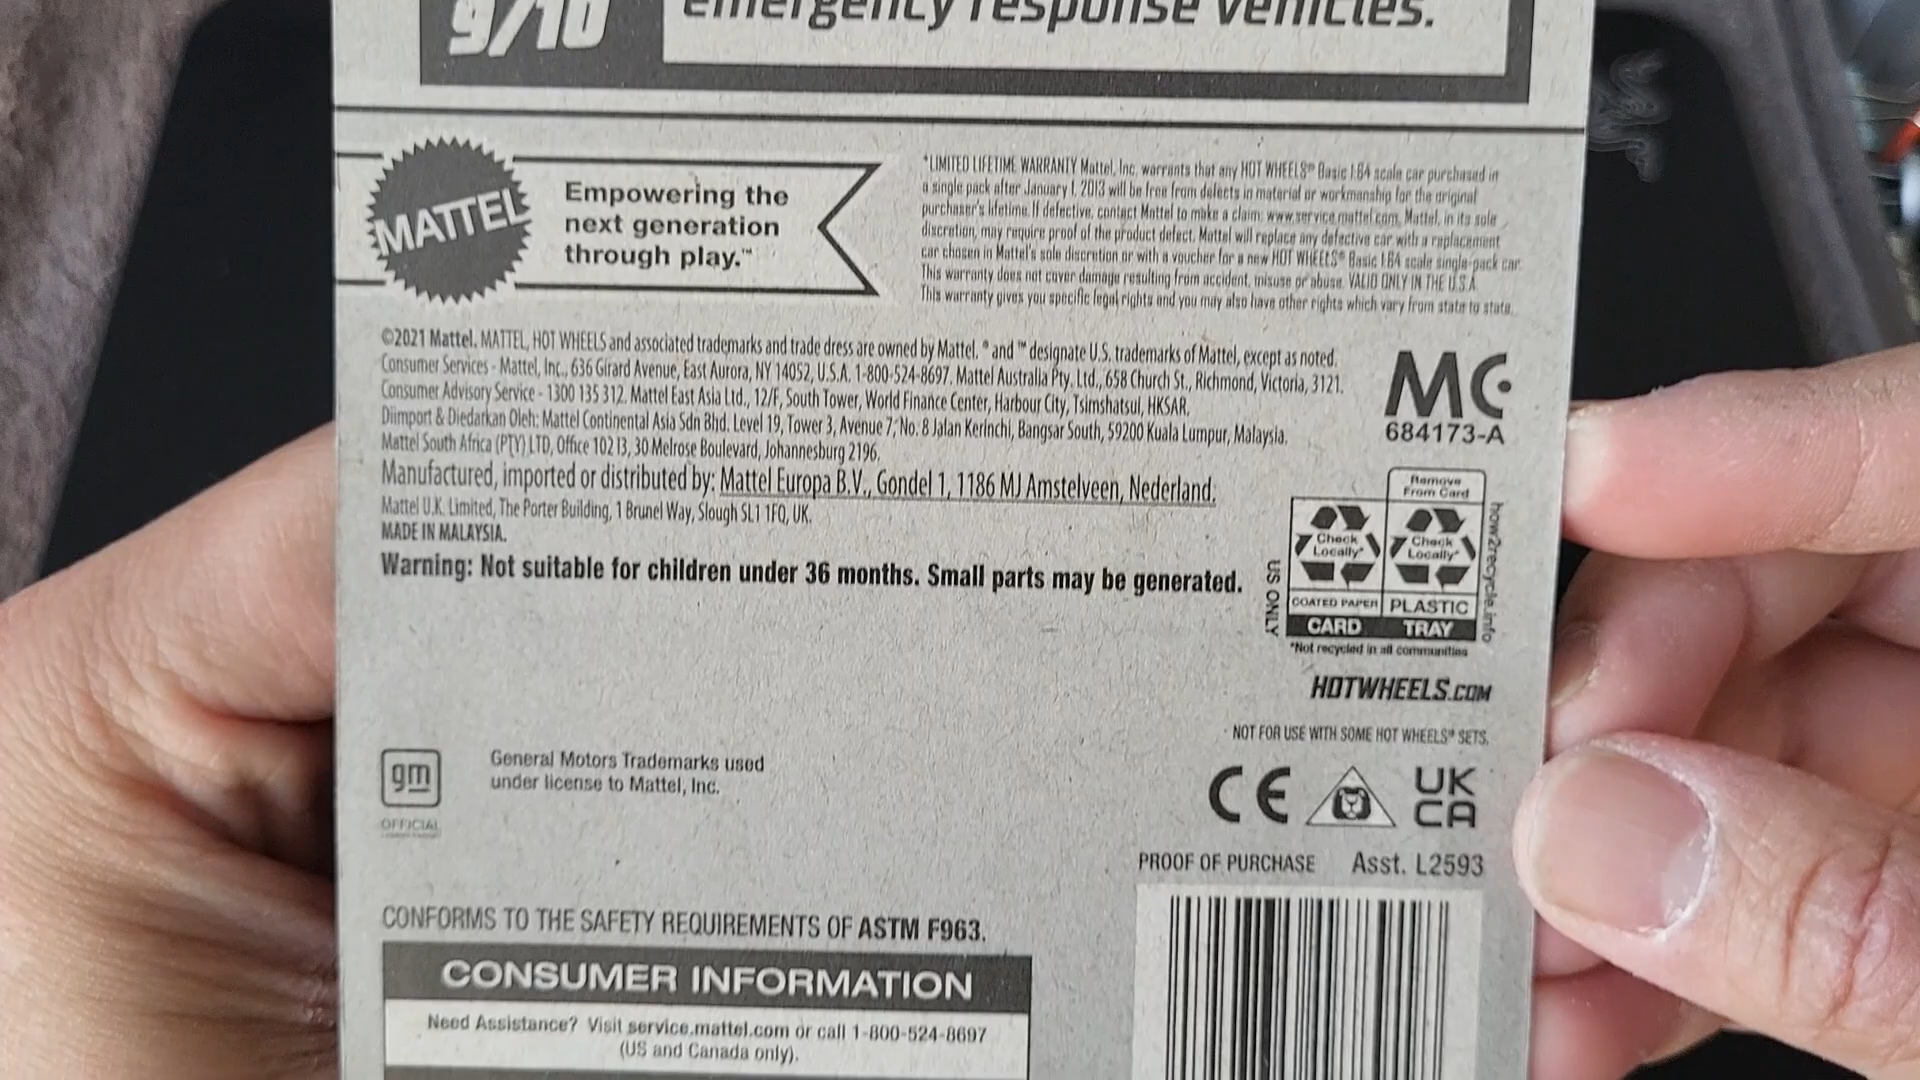 9/10
emergency response vehicles.
MATTEL
Empowering the
next generation
through play.™
*LIMITED LIFETIME WARRANTY Mattel, Inc. warrants that any HOT WHEELS® Basic 1:64 scale car purchased in
a single pack after January 1, 2013 will be free from defects in material or workmanship for the original
purchaser's lifetime. If defective, contact Mattel to make a claim: www.service.mattel.com. Mattel, in its sole
discretion, may require proof of the product defect. Mattel will replace any defective car with a replacement
car chosen in Mattel's sole discretion or with a voucher for a new HOT WHEELS® Basic 1:64 scale single-pack car.
This warranty does not cover damage resulting from accident, misuse or abuse. VALID ONLY IN THE U.S.A.
This warranty gives you specific legal rights and you may also have other rights which vary from state to state.
©2021 Mattel. MATTEL, HOT WHEELS and associated trademarks and trade dress are owned by Mattel. ® and ™ designate U.S. trademarks of Mattel, except as noted.
Consumer Services - Mattel, Inc., 636 Girard Avenue, East Aurora, NY 14052, U.S.A. 1-800-524-8697. Mattel Australia Pty. Ltd., 658 Church St., Richmond, Victoria, 3121.
Consumer Advisory Service - 1300 135 312. Mattel East Asia Ltd., 12/F, South Tower, World Finance Center, Harbour City, Tsimshatsui, HKSAR.
Diimport & Diedarkan Oleh: Mattel Continental Asia Sdn Bhd. Level 19, Tower 3, Avenue 7, No. 8 Jalan Kerinchi, Bangsar South, 59200 Kuala Lumpur, Malaysia.
Mattel South Africa (PTY) LTD, Office 102 I3, 30 Melrose Boulevard, Johannesburg 2196.
Manufactured, imported or distributed by: Mattel Europa B.V., Gondel 1, 1186 MJ Amstelveen, Nederland.
Mattel U.K. Limited, The Porter Building, 1 Brunel Way, Slough SL1 1FQ, UK.
MADE IN MALAYSIA.
Warning: Not suitable for children under 36 months. Small parts may be generated.
MC
684173-A
Remove
From Card
Check
Locally*
Check
Locally*
COATED PAPER
PLASTIC
CARD
TRAY
US ONLY
how2recycle.info
*Not recycled in all communities
HOTWHEELS.COM
NOT FOR USE WITH SOME HOT WHEELS® SETS.
gm
OFFICIAL
General Motors Trademarks used
under license to Mattel, Inc.
CE
UK
CA
PROOF OF PURCHASE
Asst. L2593
CONFORMS TO THE SAFETY REQUIREMENTS OF ASTM F963.
CONSUMER INFORMATION
Need Assistance? Visit service.mattel.com or call 1-800-524-8697
(US and Canada only).